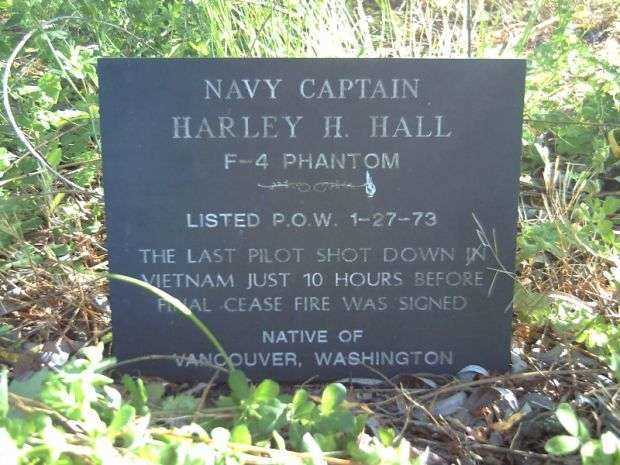 NAVY CAPTAIN
HARLEY H. HALL
F-4 PHANTOM
LISTED P.O.W. 1-27-73
THE LAST PILOT SHOT DOWN IN
VIETNAM JUST 10 HOURS BEFORE
FINAL CEASE FIRE WAS SIGNED
NATIVE OF
VANCOUVER, WASHINGTON